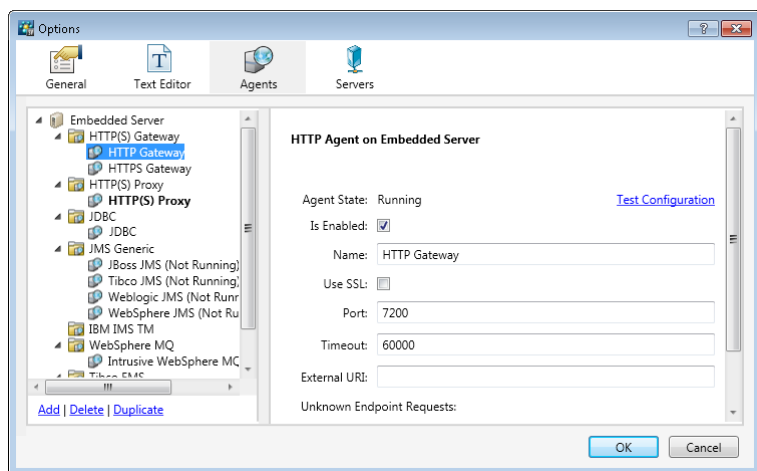 Options
General
Text Editor
Agents
Servers
Embedded Server
HTTP(S) Gateway
HTTP Gateway
HTTPS Gateway
HTTP(S) Proxy
HTTP(S) Proxy
JDBC
JDBC
JMS Generic
JBoss JMS (Not Running)
Tibco JMS (Not Running)
Weblogic JMS (Not Runr
WebSphere JMS (Not Ru
IBM IMS TM
WebSphere MQ
Intrusive WebSphere MQ
Tibco EMS
Add | Delete | Duplicate
HTTP Agent on Embedded Server
Agent State: Running
Test Configuration
Is Enabled:
Name: HTTP Gateway
Use SSL:
Port: 7200
Timeout: 60000
External URI:
Unknown Endpoint Requests:
OK
Cancel